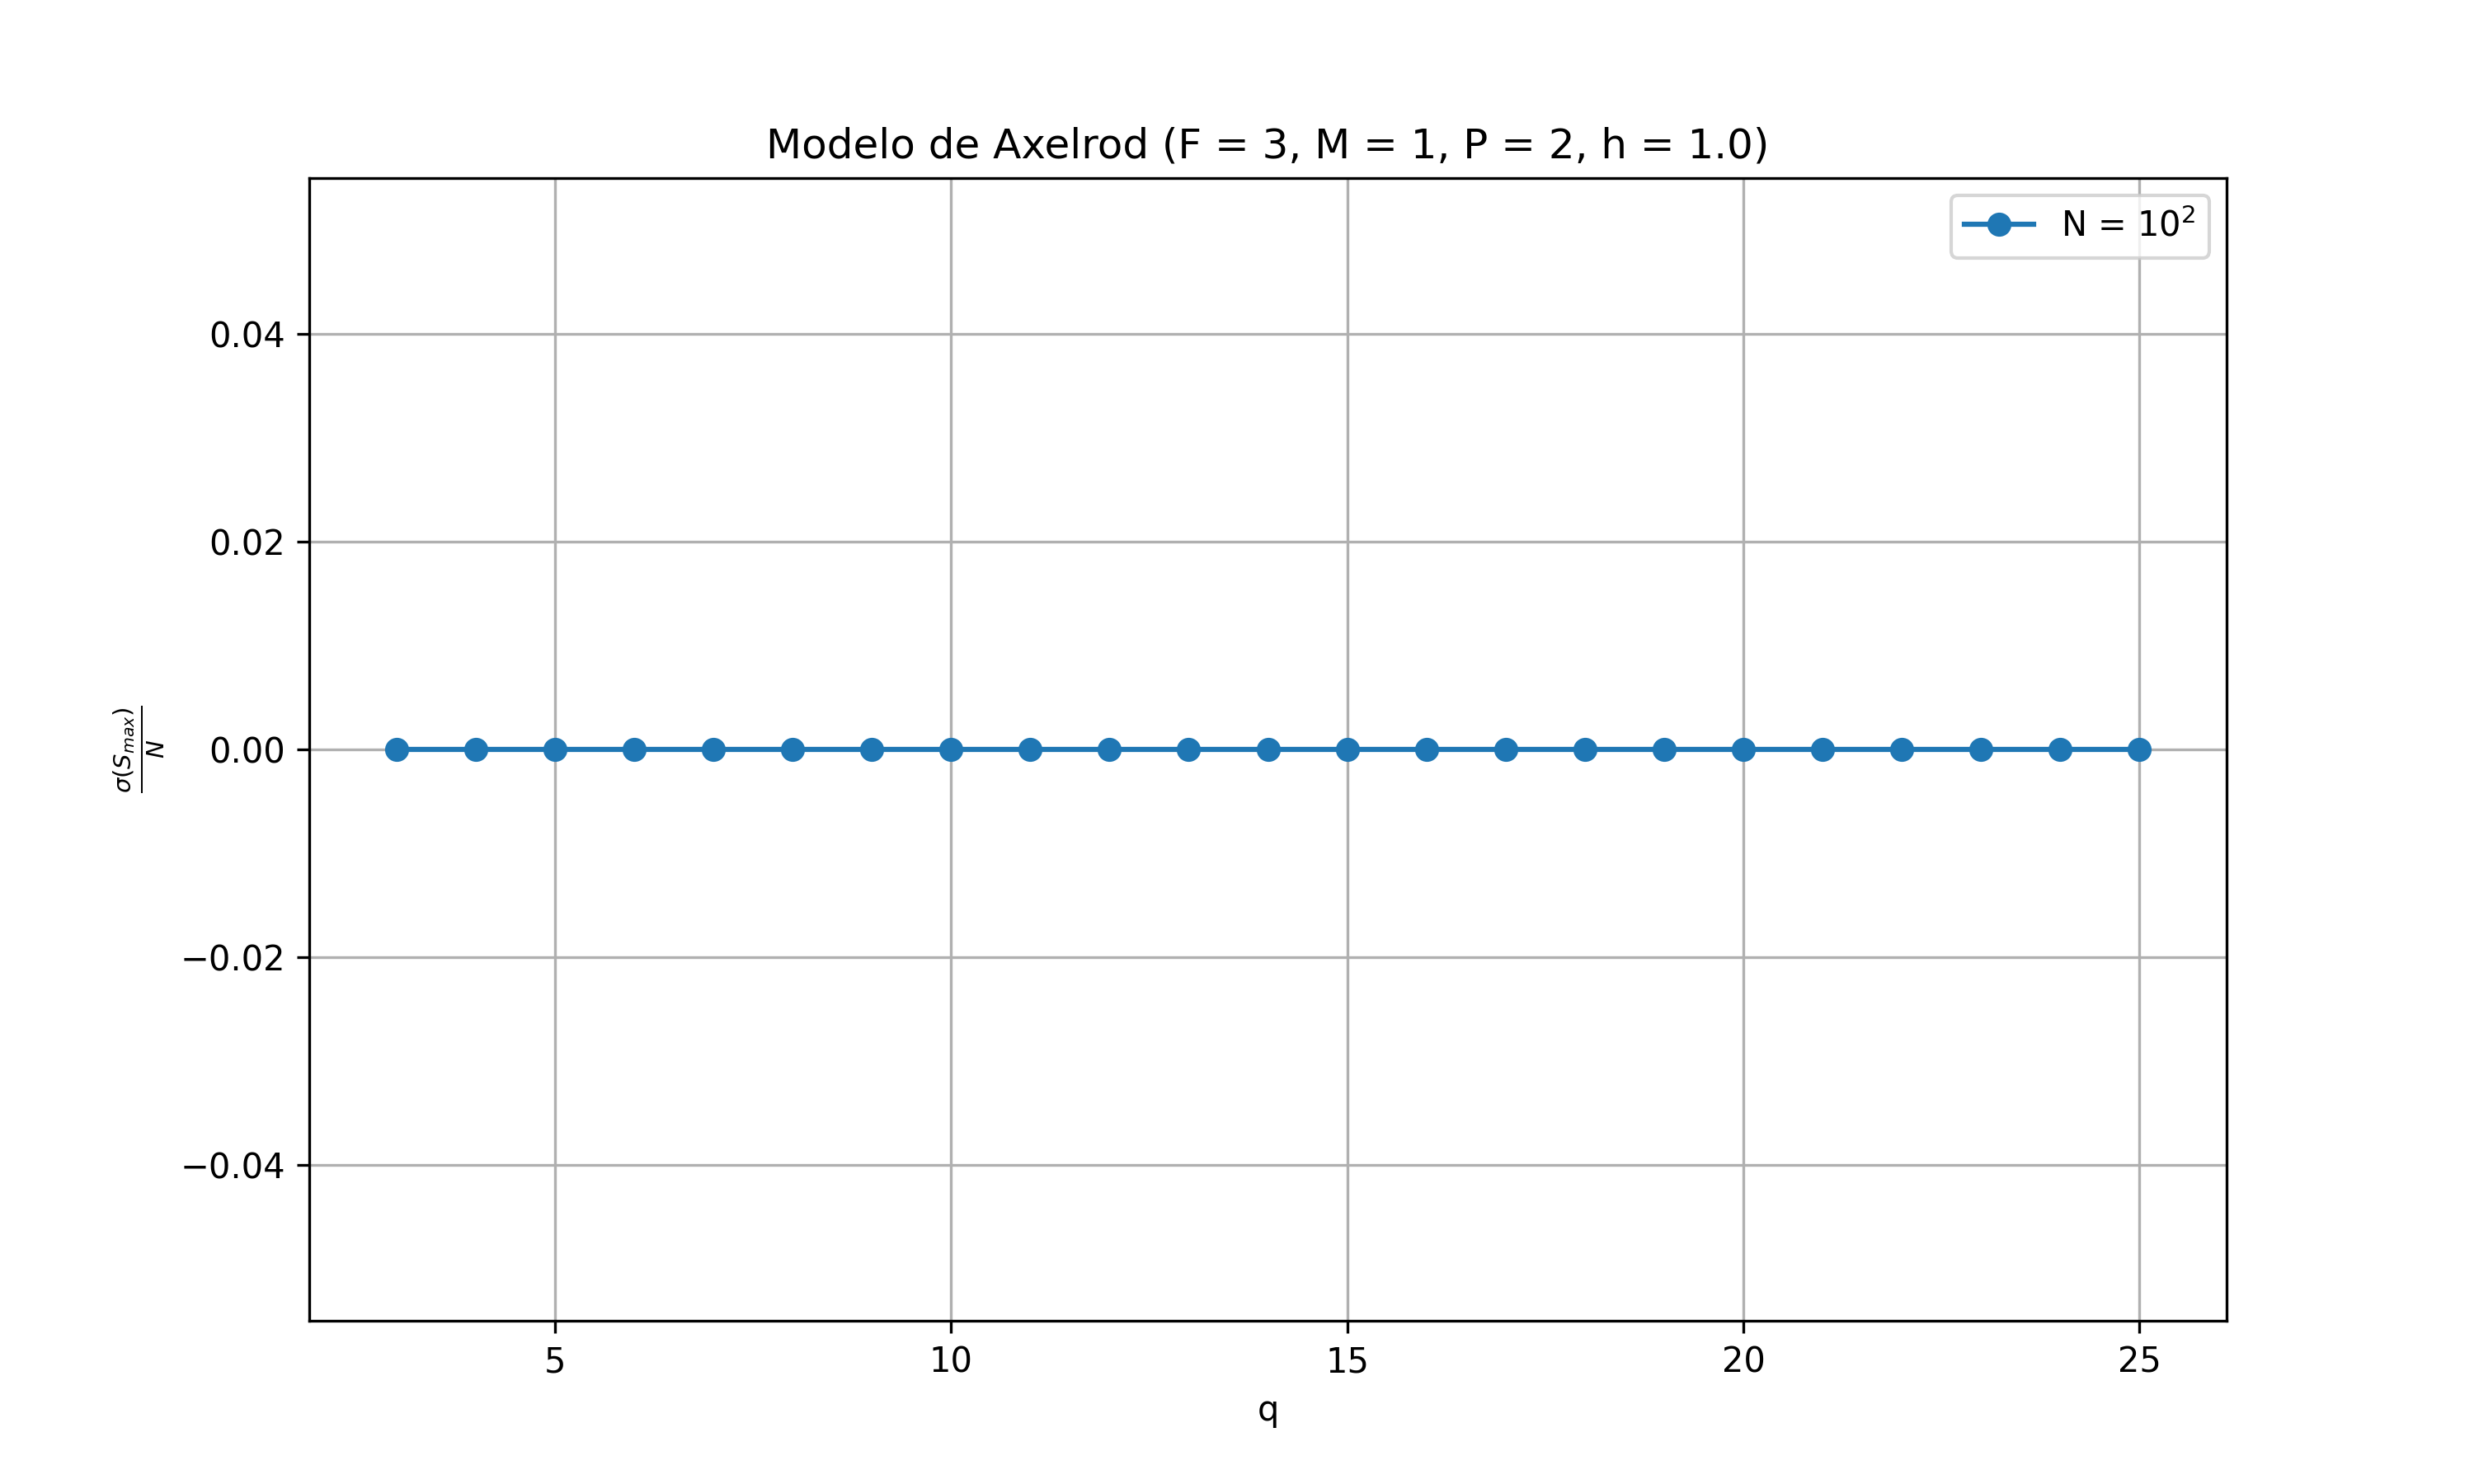 Modelo de Axelrod (F = 3, M = 1, P = 2, h = 1.0)
N = 10²
0.04
0.02
0.00
−0.02
−0.04
σ(Smax)
N
5 10 15 20 25
q